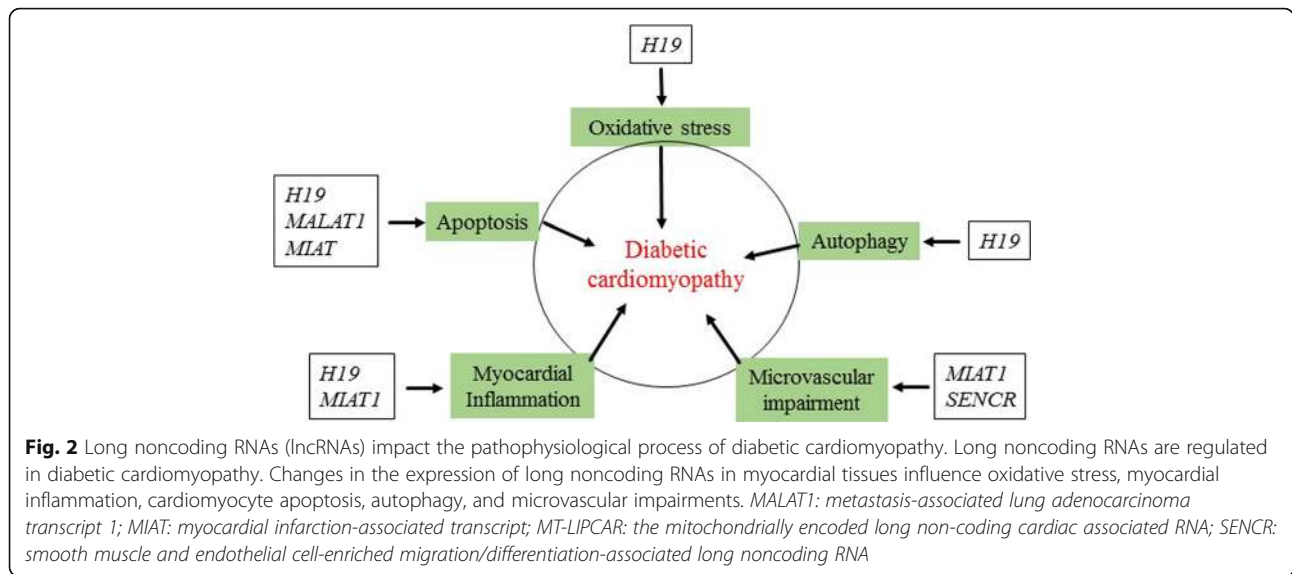 H19
Oxidative stress
H19
MALAT1
MIAT
Apoptosis
Autophagy
H19
Diabetic
cardiomyopathy
H19
MIAT1
Myocardial
Inflammation
Microvascular
impairment
MIAT1
SENCR
Fig. 2 Long noncoding RNAs (lncRNAs) impact the pathophysiological process of diabetic cardiomyopathy. Long noncoding RNAs are regulated
in diabetic cardiomyopathy. Changes in the expression of long noncoding RNAs in myocardial tissues influence oxidative stress, myocardial
inflammation, cardiomyocyte apoptosis, autophagy, and microvascular impairments. MALAT1: metastasis-associated lung adenocarcinoma
transcript 1; MIAT: myocardial infarction-associated transcript; MT-LIPCAR: the mitochondrially encoded long non-coding cardiac associated RNA; SENCR:
smooth muscle and endothelial cell-enriched migration/differentiation-associated long noncoding RNA